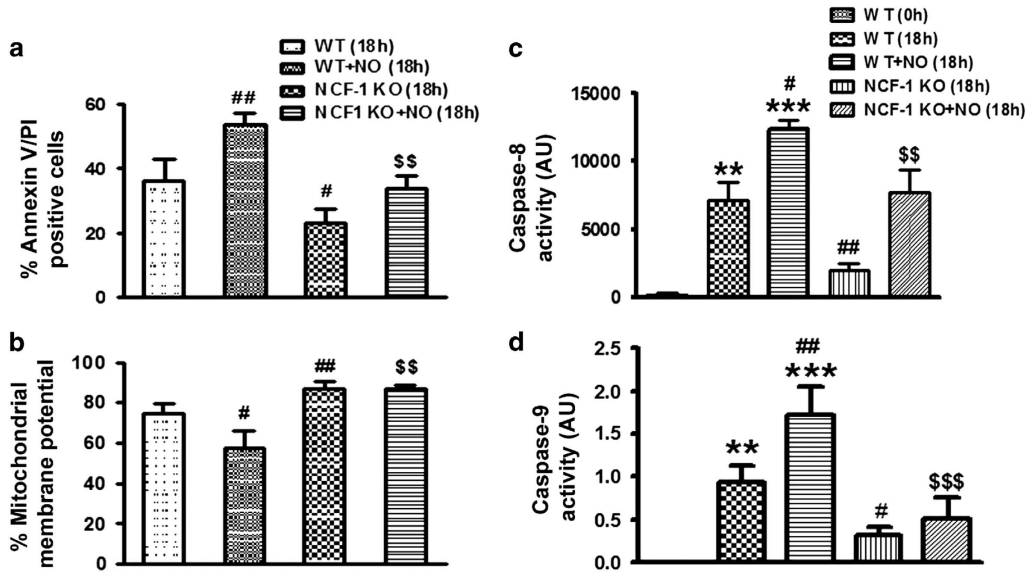 a
WT (18h)
WT+NO (18h)
NCF-1 KO (18h)
NCF1 KO+NO (18h)
% Annexin V/PI
positive cells
60
40
20
0
##
#
$$
b
% Mitochondrial
membrane potential
100
80
60
40
20
0
#
##
$$
c
WT (0h)
WT (18h)
WT+NO (18h)
NCF-1 KO (18h)
NCF-1 KO+NO (18h)
Caspase-8
activity (AU)
15000
10000
5000
0
**
#
***
##
$$
d
Caspase-9
activity (AU)
2.5
2.0
1.5
1.0
0.5
0.0
**
##
***
#
$$$